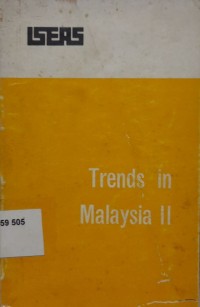 ISEAS
Trends in
Malaysia II
59 505